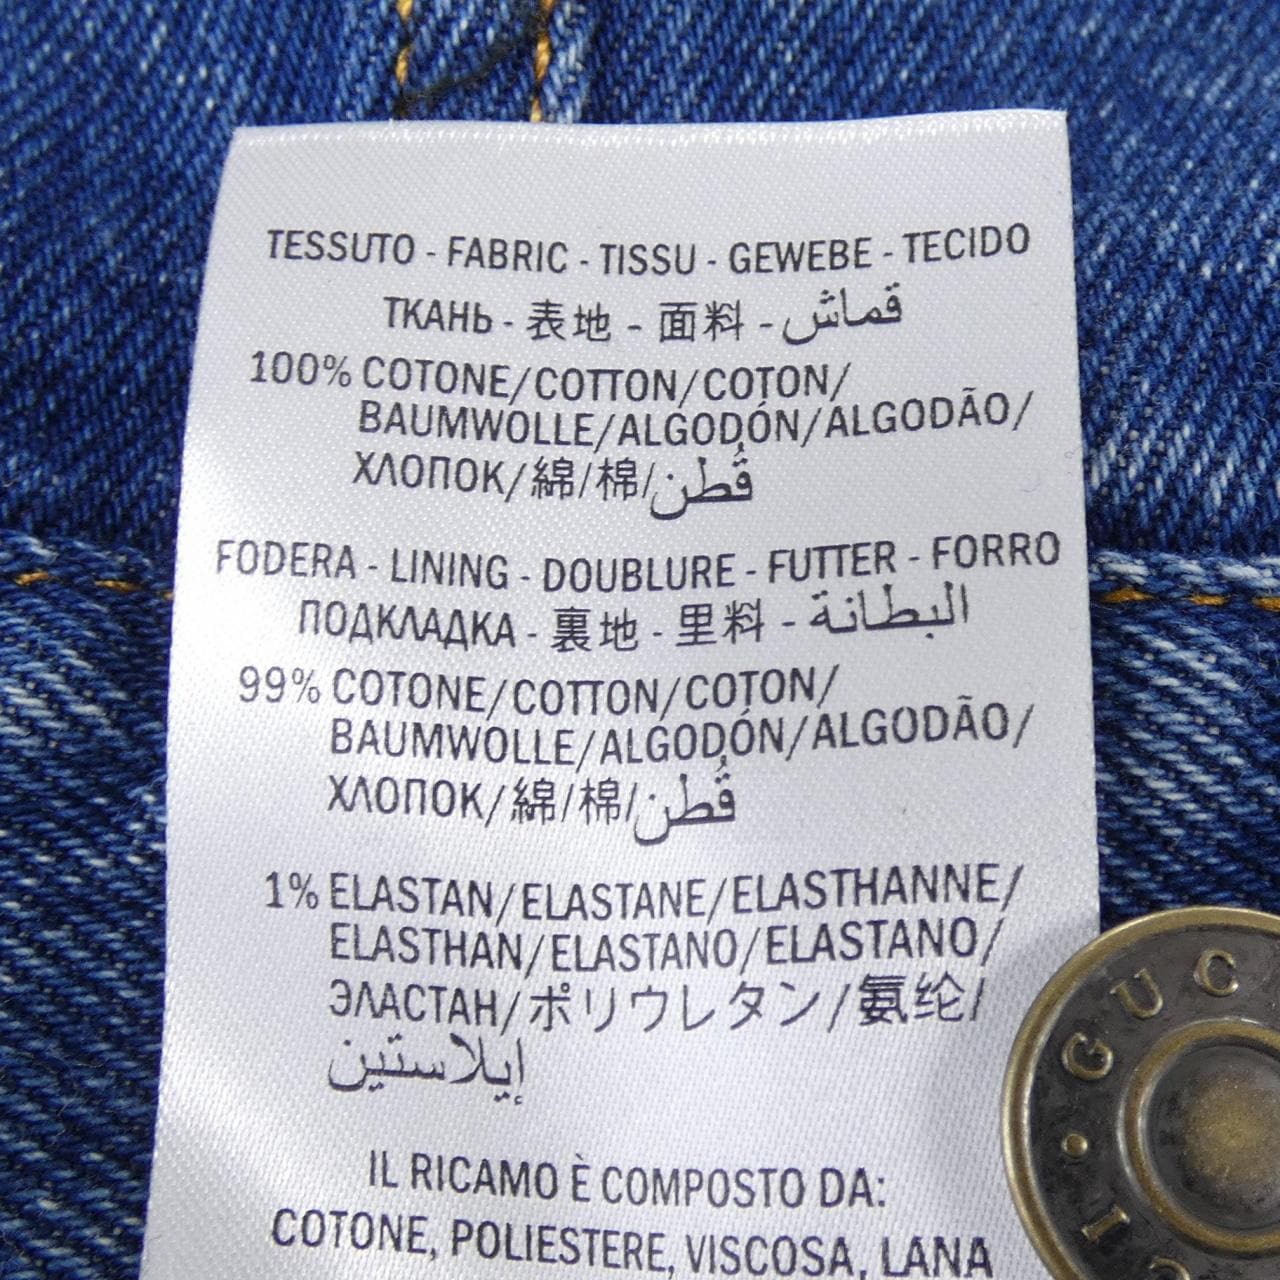 TESSUTO - FABRIC - TISSU - GEWEBE - TECIDO
ТКАНЬ - 表地 - 面料 - قماش
100% COTONE/COTTON/COTON/
BAUMWOLLE/ALGODÓN/ALGODÃO/
ХЛОПОК/綿/棉/قُطن
FODERA - LINING - DOUBLURE - FUTTER - FORRO
ПОДКЛАДКА - 裏地 - 里料 - البطانة
99% COTONE/COTTON/COTON/
BAUMWOLLE/ALGODÓN/ALGODÃO/
ХЛОПОК/綿/棉/قُطن
1% ELASTAN/ELASTANE/ELASTHANNE/
ELASTHAN/ELASTANO/ELASTANO/
ЭЛАСТАН/ポリウレタン/氨纶/
إيلاستين
IL RICAMO È COMPOSTO DA:
COTONE, POLIESTERE, VISCOSA, LANA
GUC